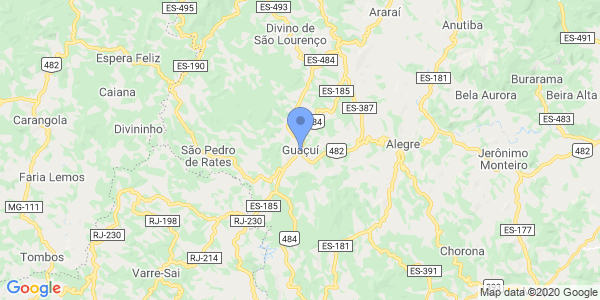 ES-495
ES-493
Araraí
Anutiba
Divino de
São Lourenço
ES-484
ES-491
Espera Feliz
482
ES-190
ES-181
Burarama
Caiana
ES-185
Bela Aurora
Beira Alta
ES-387
Carangola
Divininho
ES-483
São Pedro
de Rates
Guaçuí
482
Alegre
Jerônimo
Monteiro
482
Faria Lemos
MG-111
ES-185
RJ-198
RJ-230
RJ-230
ES-177
484
ES-181
Chorona
Tombos
RJ-214
Varre-Sai
ES-391
Google
Map data ©2020 Google